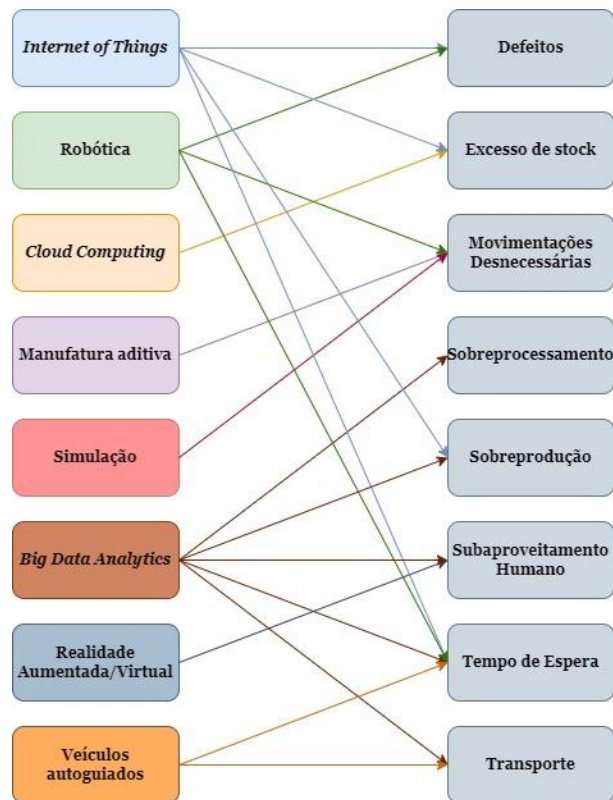 Internet of Things
Defeitos
Robótica
Excesso de stock
Cloud Computing
Movimentações
Desnecessárias
Manufatura aditiva
Sobreprocessamento
Simulação
Sobreprodução
Big Data Analytics
Subaproveitamento
Humano
Realidade
Aumentada/Virtual
Tempo de Espera
Veículos
autoguiados
Transporte